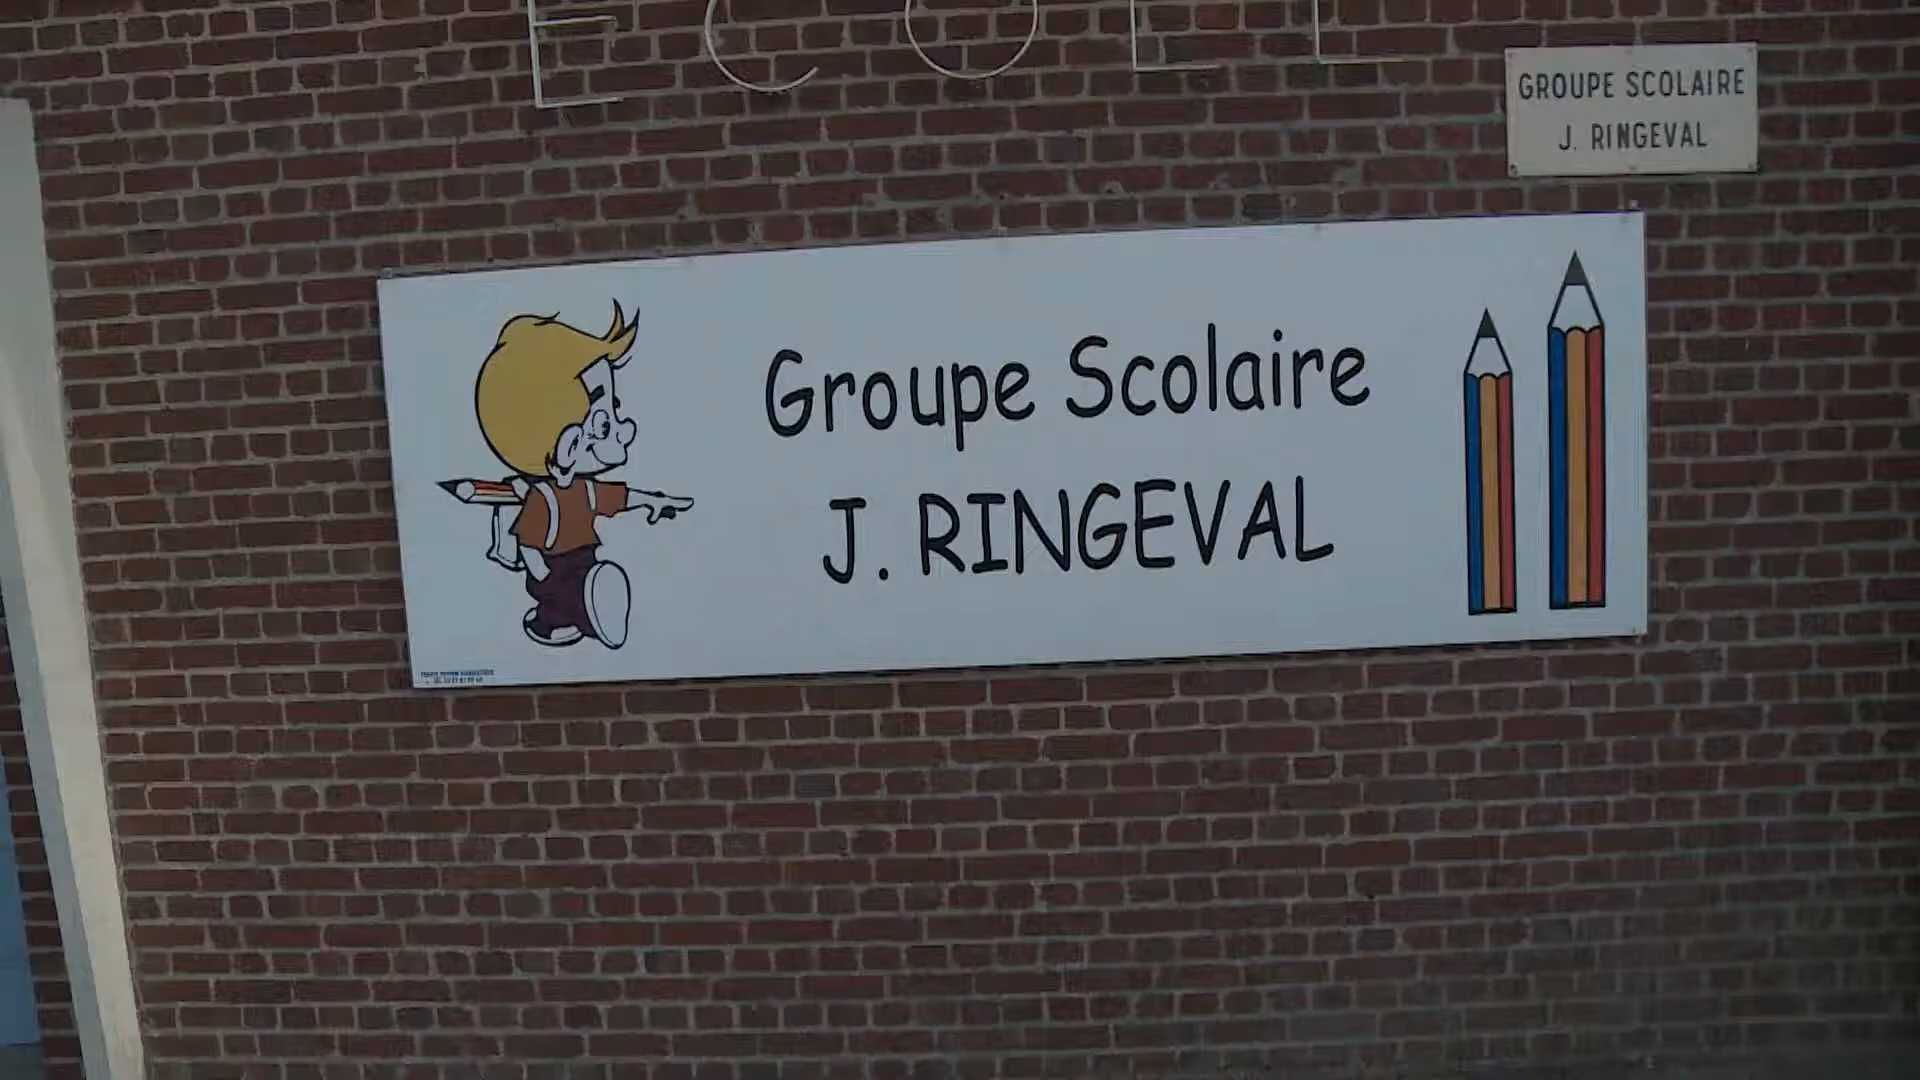 ECOLE
GROUPE SCOLAIRE
J. RINGEVAL
Groupe Scolaire
J. RINGEVAL